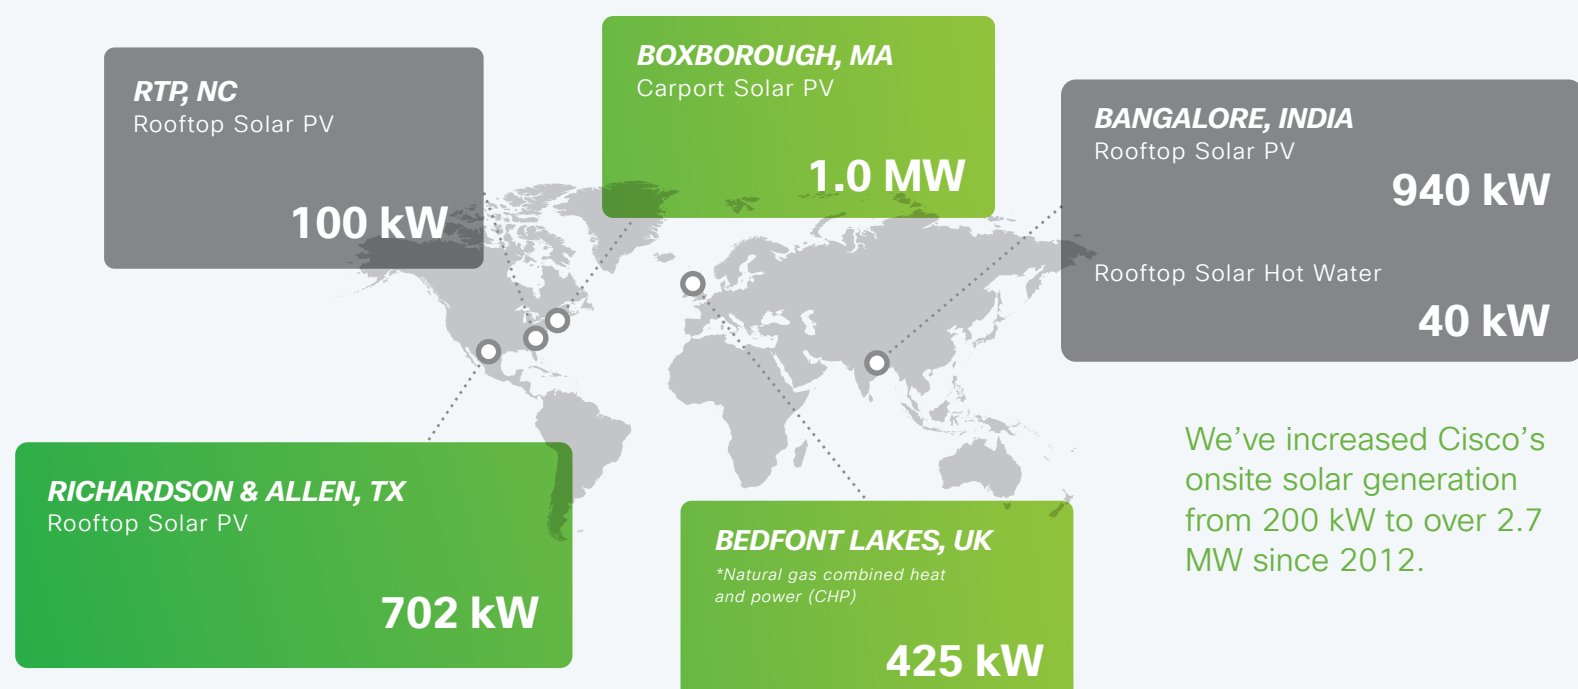 RTP, NC
Rooftop Solar PV
100 kW
BOXBOROUGH, MA
Carport Solar PV
1.0 MW
BANGALORE, INDIA
Rooftop Solar PV
940 kW
Rooftop Solar Hot Water
40 kW
RICHARDSON & ALLEN, TX
Rooftop Solar PV
702 kW
BEDFONT LAKES, UK
*Natural gas combined heat
and power (CHP)
425 kW
We’ve increased Cisco’s
onsite solar generation
from 200 kW to over 2.7
MW since 2012.